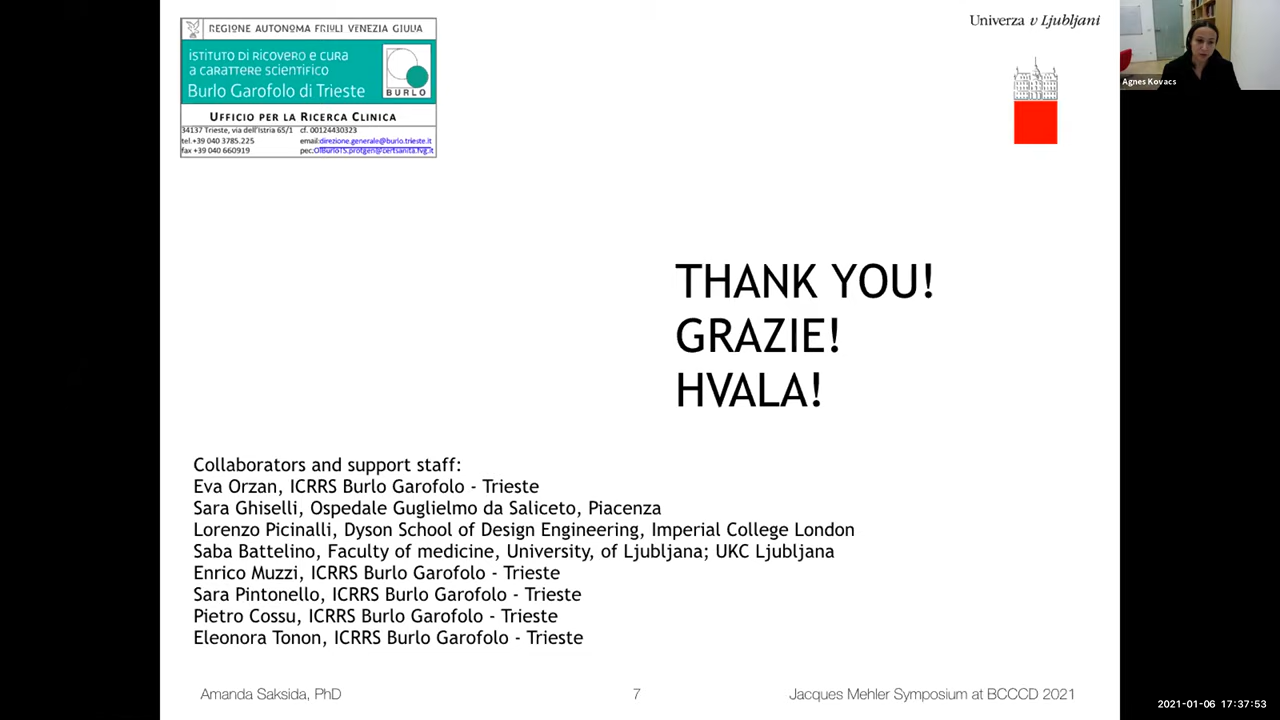 REGIONE AUTONOMA FRIULI VENEZIA GIULIA
ISTITUTO DI RICOVERO E CURA
A CARATTERE SCIENTIFICO
Burlo Garofolo di Trieste
BURLO
UFFICIO PER LA RICERCA CLINICA
34137 Trieste, via dell'Istria 65/1 cf. 00124430323
tel.+39 040 3785.225 email:direzione.generale@burlo.trieste.it
fax +39 040 660919 pec.OIBurloTS.protgen@certsanita.fvg.it
Univerza v Ljubljani
Agnes Kovacs
THANK YOU!
GRAZIE!
HVALA!
Collaborators and support staff:
Eva Orzan, ICRRS Burlo Garofolo - Trieste
Sara Ghiselli, Ospedale Guglielmo da Saliceto, Piacenza
Lorenzo Picinalli, Dyson School of Design Engineering, Imperial College London
Saba Battelino, Faculty of medicine, University, of Ljubljana; UKC Ljubljana
Enrico Muzzi, ICRRS Burlo Garofolo - Trieste
Sara Pintonello, ICRRS Burlo Garofolo - Trieste
Pietro Cossu, ICRRS Burlo Garofolo - Trieste
Eleonora Tonon, ICRRS Burlo Garofolo - Trieste
Amanda Saksida, PhD
7
Jacques Mehler Symposium at BCCCD 2021
2021-01-06 17:37:53